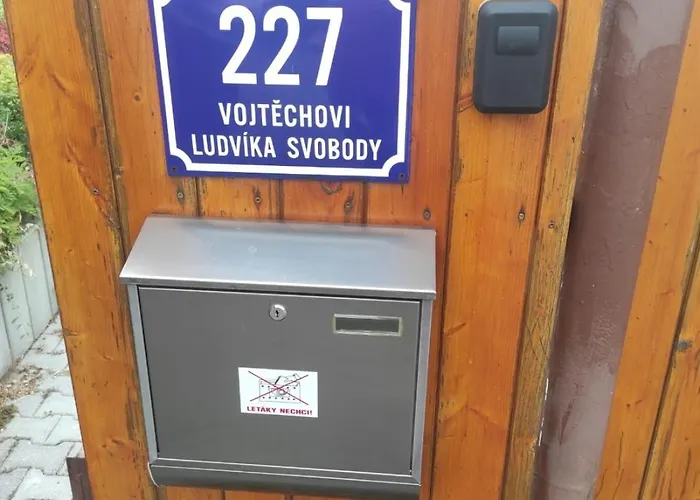 227
VOJTĚCHOVI
LUDVÍKA SVOBODY
LETÁKY NECHCI!